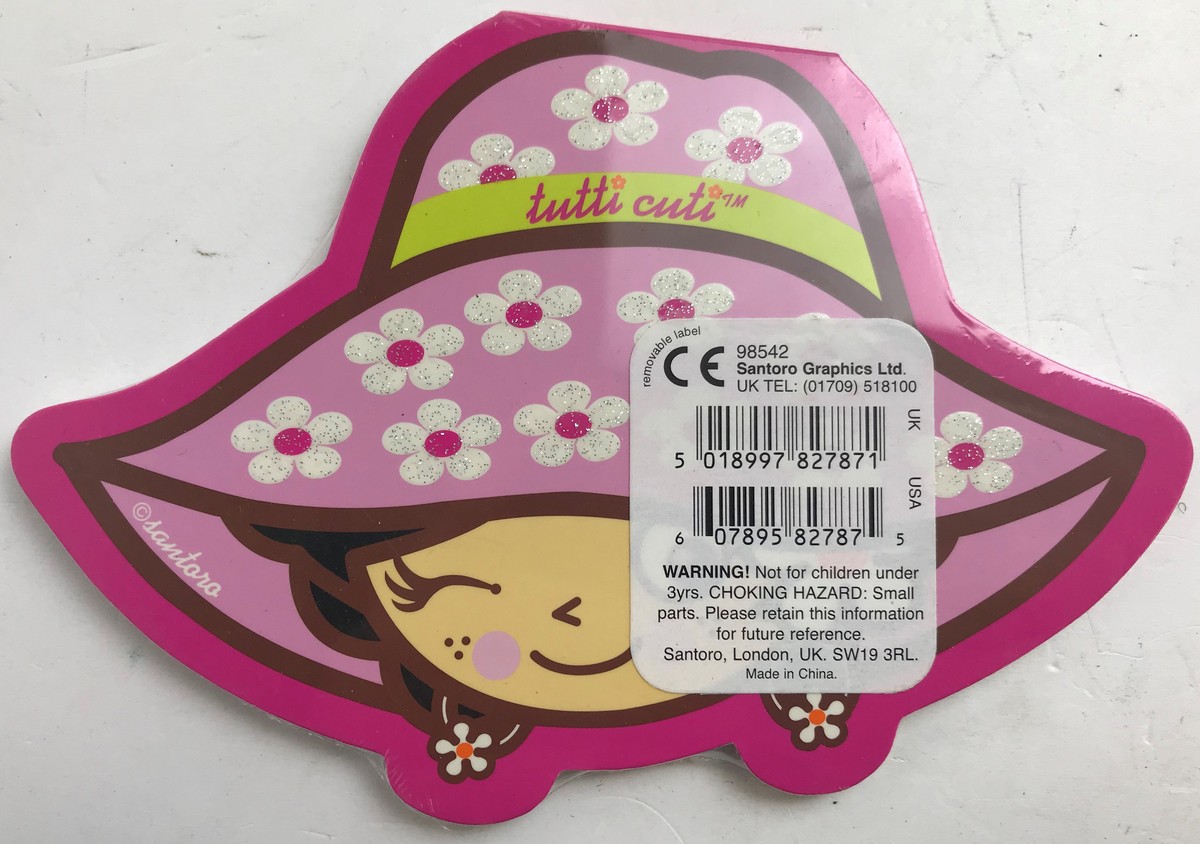 tutti cuti™
©santoro
removable label
CE 98542
Santoro Graphics Ltd.
UK TEL: (01709) 518100
UK
5 018997 827871
USA
6 07895 82787 5
WARNING! Not for children under
3yrs. CHOKING HAZARD: Small
parts. Please retain this information
for future reference.
Santoro, London, UK. SW19 3RL.
Made in China.